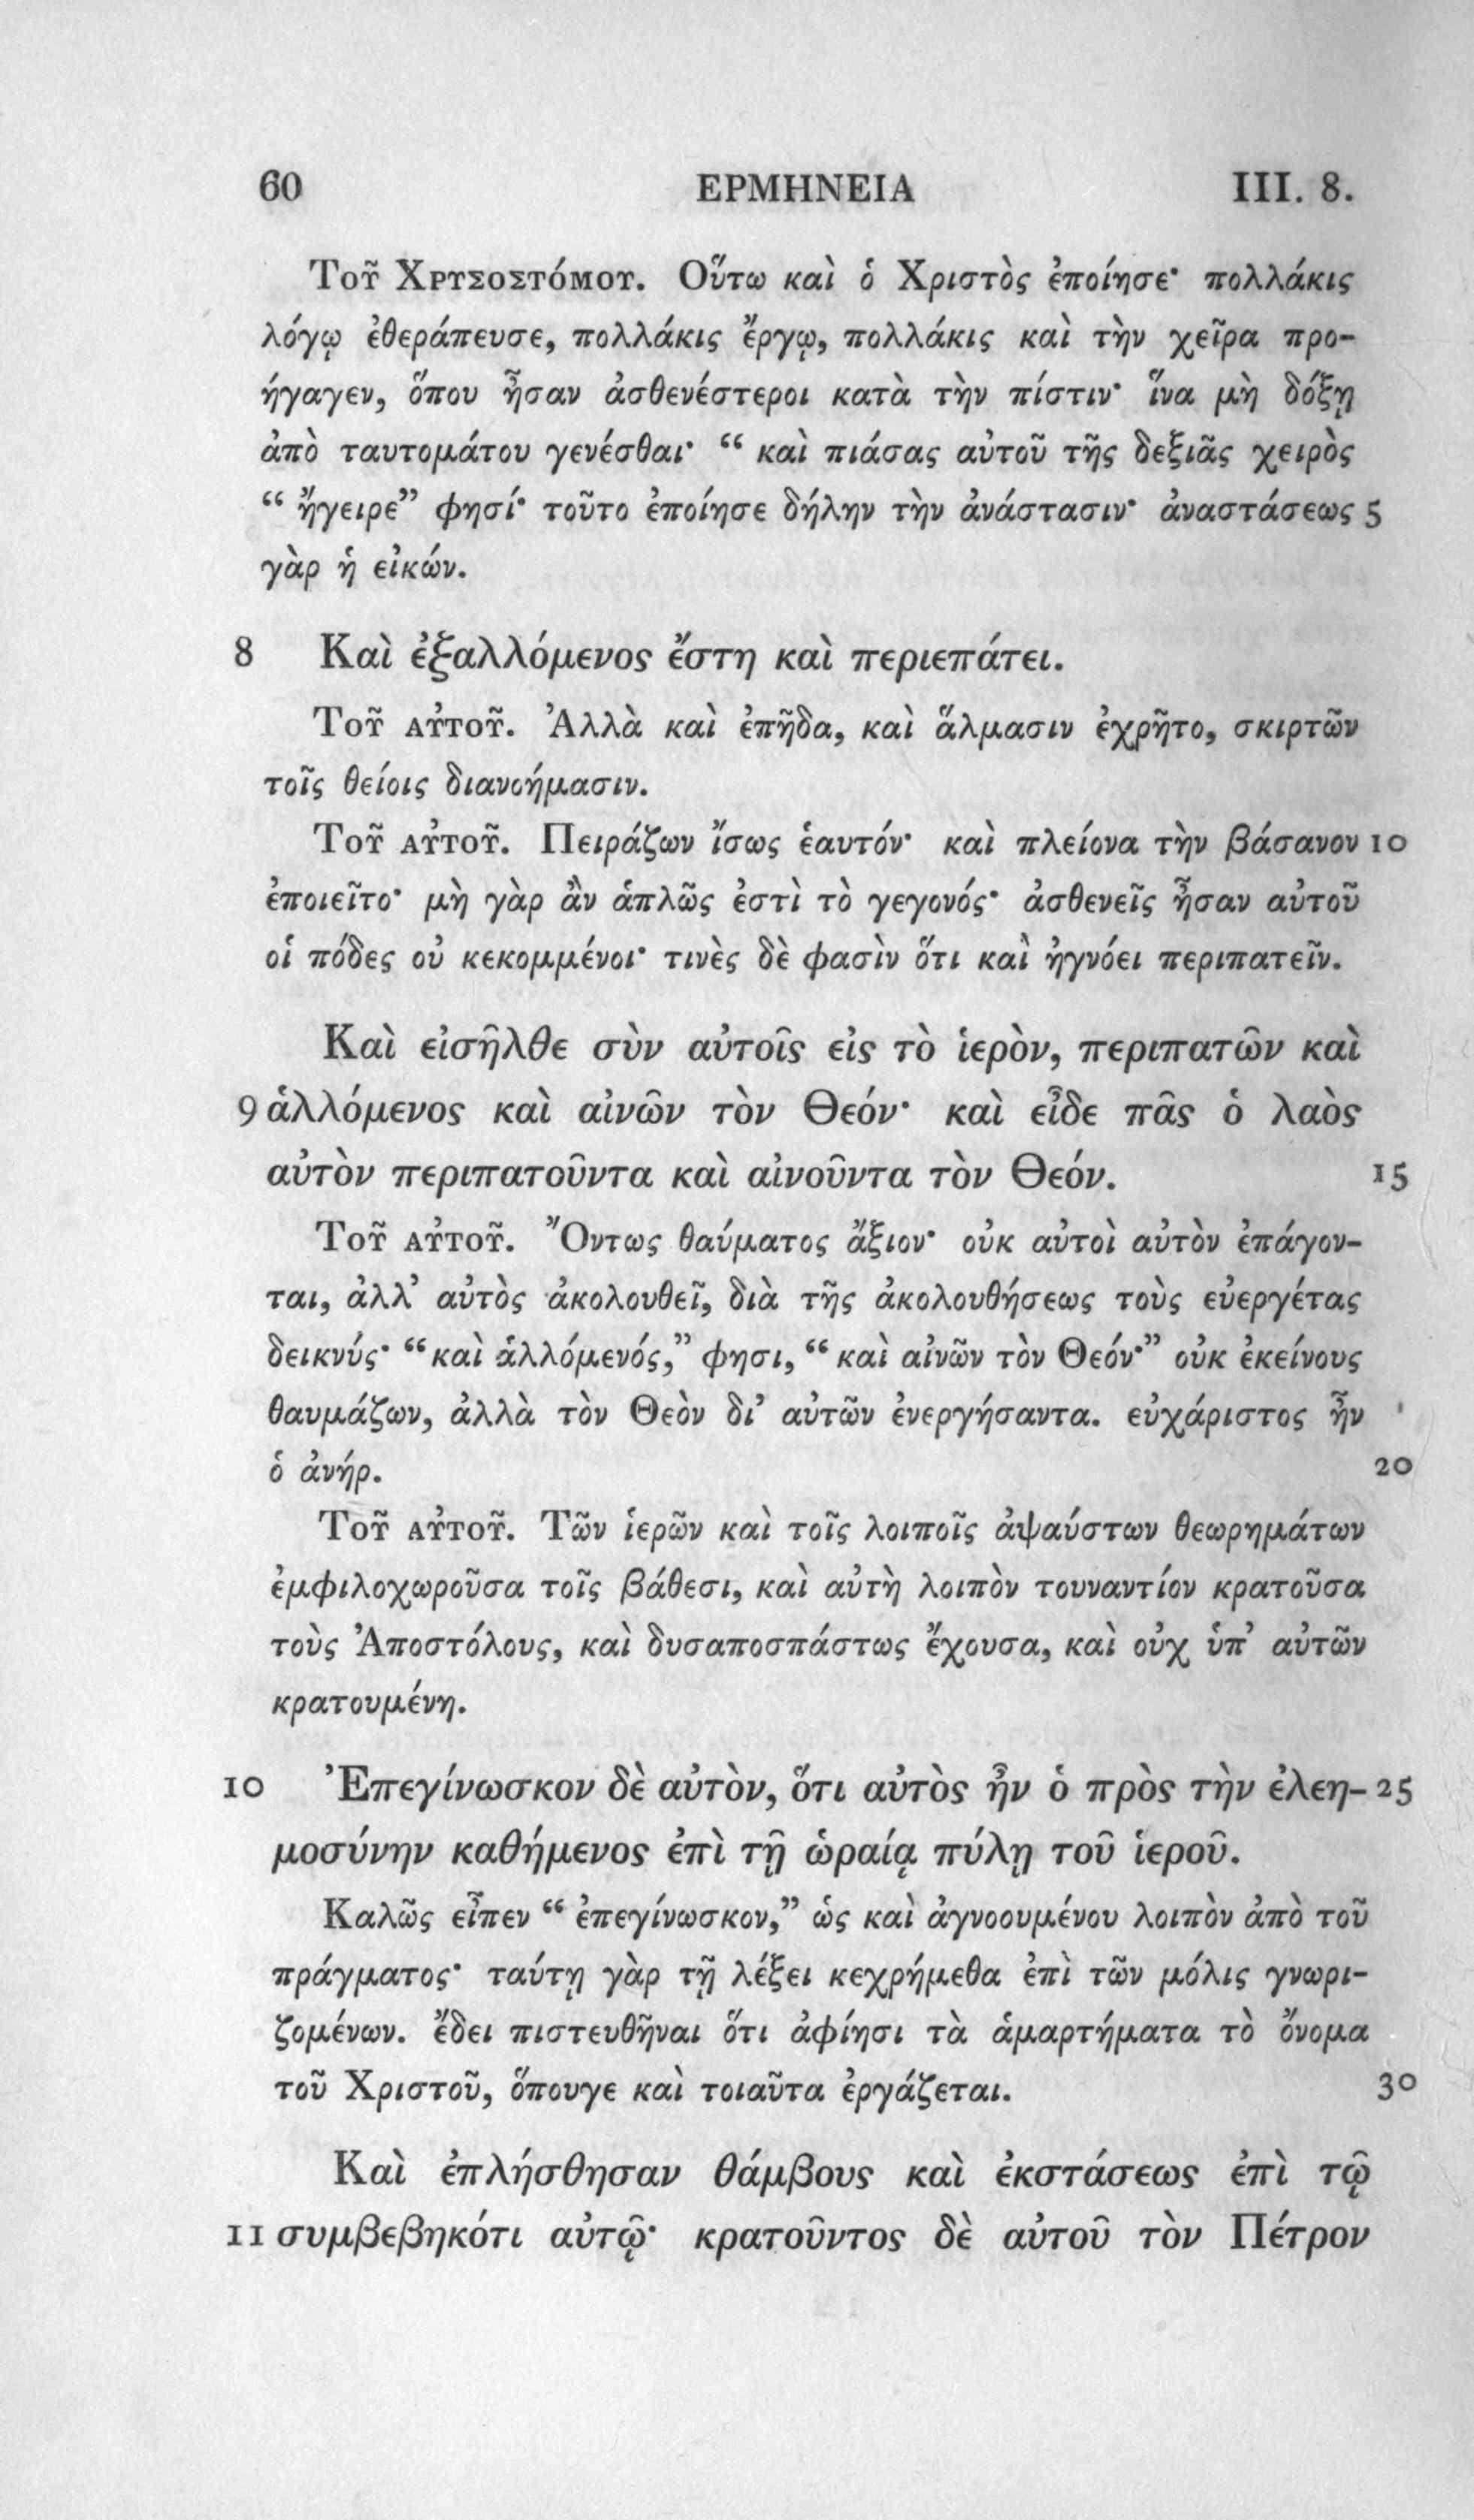 60 ΕΡΜΗΝΕΙΑ III. 8.
Τοῦ Χρυσοστόμου. Οὕτω καὶ ὁ Χριστὸς ἐποίησε· πολλάκις
λόγῳ ἐθεράπευσε, πολλάκις ἔργῳ, πολλάκις καὶ τὴν χεῖρα προ-
ήγαγεν, ὅπου ἦσαν ἀσθενέστεροι κατὰ τὴν πίστιν· ἵνα μὴ δόξῃ
ἀπὸ ταυτομάτου γενέσθαι· “ καὶ πιάσας αὐτοῦ τῆς δεξιᾶς χειρὸς
“ ἤγειρε” φησί· τοῦτο ἐποίησε δήλην τὴν ἀνάστασιν· ἀναστάσεως 5
γὰρ ἡ εἰκών.
8 Καὶ ἐξαλλόμενος ἔστη καὶ περιεπάτει.
Τοῦ αὐτοῦ. Ἀλλὰ καὶ ἐπῆδα, καὶ ἅλμασιν ἐχρῆτο, σκιρτῶν
τοῖς θείοις διανοήμασιν.
Τοῦ αὐτοῦ. Πειράζων ἴσως ἑαυτόν· καὶ πλείονα τὴν βάσανον 10
ἐποιεῖτο· μὴ γὰρ ἂν ἁπλῶς ἐστὶ τὸ γεγονός· ἀσθενεῖς ἦσαν αὐτοῦ
οἱ πόδες οὐ κεκομμένοι· τινὲς δὲ φασὶν ὅτι καὶ ἠγνόει περιπατεῖν.
Καὶ εἰσῆλθε σὺν αὐτοῖς εἰς τὸ ἱερὸν, περιπατῶν καὶ
9 ἁλλόμενος καὶ αἰνῶν τὸν Θεόν· καὶ εἶδε πᾶς ὁ λαὸς
αὐτὸν περιπατοῦντα καὶ αἰνοῦντα τὸν Θεόν. 15
Τοῦ αὐτοῦ. Ὄντως θαύματος ἄξιον· οὐκ αὐτοὶ αὐτὸν ἐπάγον-
ται, ἀλλ’ αὐτὸς ἀκολουθεῖ, διὰ τῆς ἀκολουθήσεως τοὺς εὐεργέτας
δεικνύς· “ καὶ ἁλλόμενός,” φησι, “ καὶ αἰνῶν τὸν Θεόν·” οὐκ ἐκείνους
θαυμάζων, ἀλλὰ τὸν Θεὸν δι’ αὐτῶν ἐνεργήσαντα. εὐχάριστος ἦν
ὁ ἀνήρ. 20
Τοῦ αὐτοῦ. Τῶν ἱερῶν καὶ τοῖς λοιποῖς ἀψαύστων θεωρημάτων
ἐμφιλοχωροῦσα τοῖς βάθεσι, καὶ αὐτὴ λοιπὸν τουναντίον κρατοῦσα
τοὺς Ἀποστόλους, καὶ δυσαποσπάστως ἔχουσα, καὶ οὐχ ὑπ’ αὐτῶν
κρατουμένη.
10 Ἐπεγίνωσκον δὲ αὐτὸν, ὅτι αὐτὸς ἦν ὁ πρὸς τὴν ἐλεη- 25
μοσύνην καθήμενος ἐπὶ τῇ ὡραίᾳ πύλῃ τοῦ ἱεροῦ.
Καλῶς εἶπεν “ ἐπεγίνωσκον,” ὡς καὶ ἀγνοουμένου λοιπὸν ἀπὸ τοῦ
πράγματος· ταύτῃ γὰρ τῇ λέξει κεχρήμεθα ἐπὶ τῶν μόλις γνωρι-
ζομένων. ἔδει πιστευθῆναι ὅτι ἀφίησι τὰ ἁμαρτήματα τὸ ὄνομα
τοῦ Χριστοῦ, ὅπουγε καὶ τοιαῦτα ἐργάζεται. 30
Καὶ ἐπλήσθησαν θάμβους καὶ ἐκστάσεως ἐπὶ τῷ
11 συμβεβηκότι αὐτῷ· κρατοῦντος δὲ αὐτοῦ τὸν Πέτρον